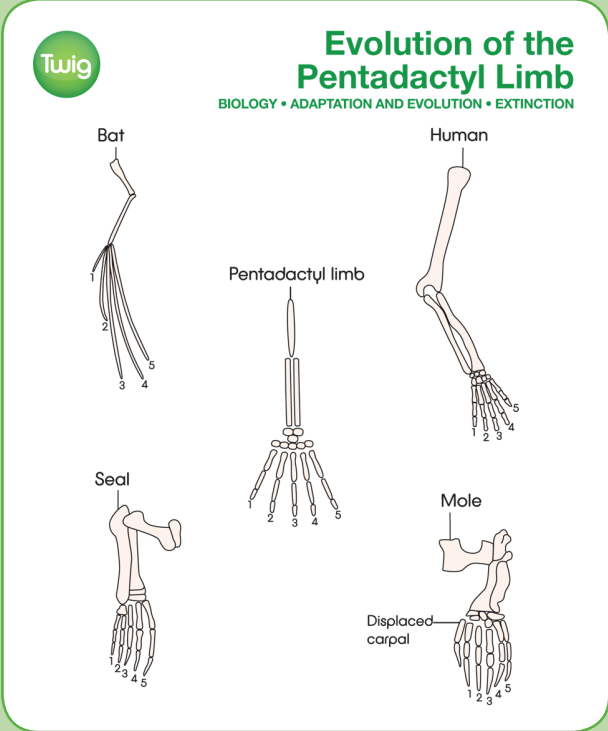 Twig
Evolution of the
Pentadactyl Limb
BIOLOGY • ADAPTATION AND EVOLUTION • EXTINCTION
Bat
1
2
3
4
5
Human
1
2
3
4
5
Pentadactyl limb
1
2
3
4
5
Seal
1
2
3
4
5
Mole
Displaced
carpal
1
2
3
4
5